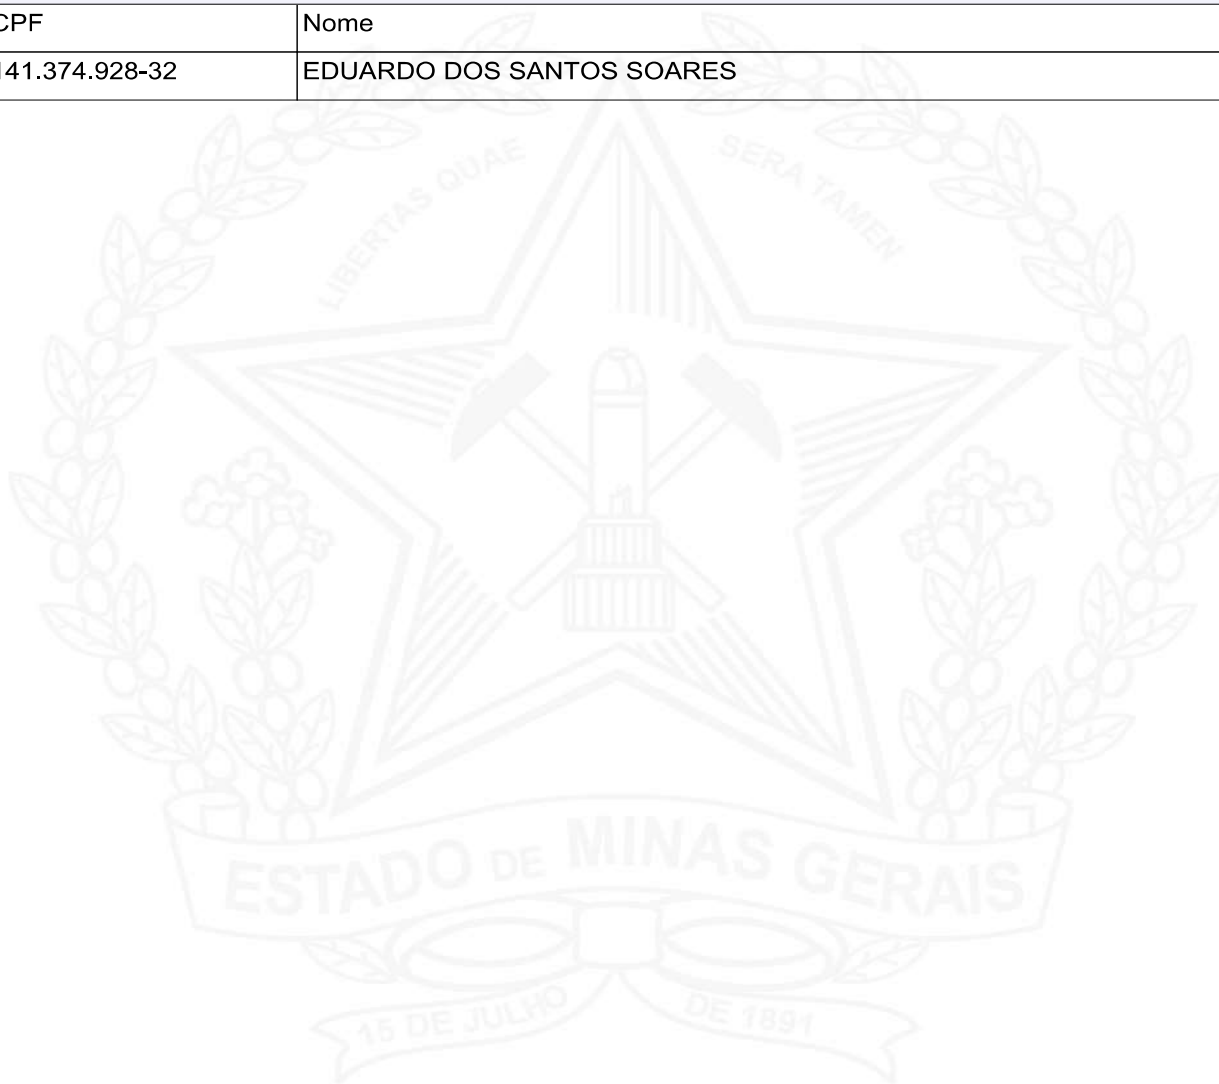 CPF Nome
141.374.928-32 EDUARDO DOS SANTOS SOARES
LIBERTAS QUAE SERA TAMEN
ESTADO DE MINAS GERAIS
15 DE JULHO DE 1891